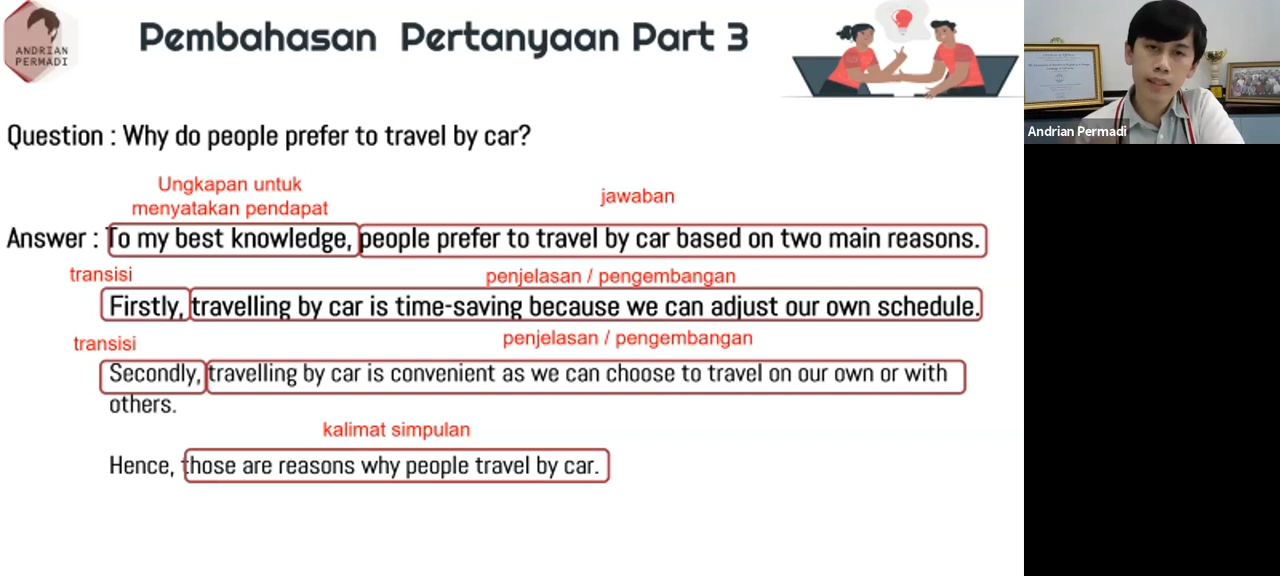 ANDRIAN
PERMADI
Pembahasan Pertanyaan Part 3
Andrian Permadi
Question : Why do people prefer to travel by car?
Ungkapan untuk
menyatakan pendapat
jawaban
Answer : To my best knowledge, people prefer to travel by car based on two main reasons.
transisi
penjelasan / pengembangan
Firstly, travelling by car is time-saving because we can adjust our own schedule.
transisi
penjelasan / pengembangan
Secondly, travelling by car is convenient as we can choose to travel on our own or with
others.
kalimat simpulan
Hence, those are reasons why people travel by car.